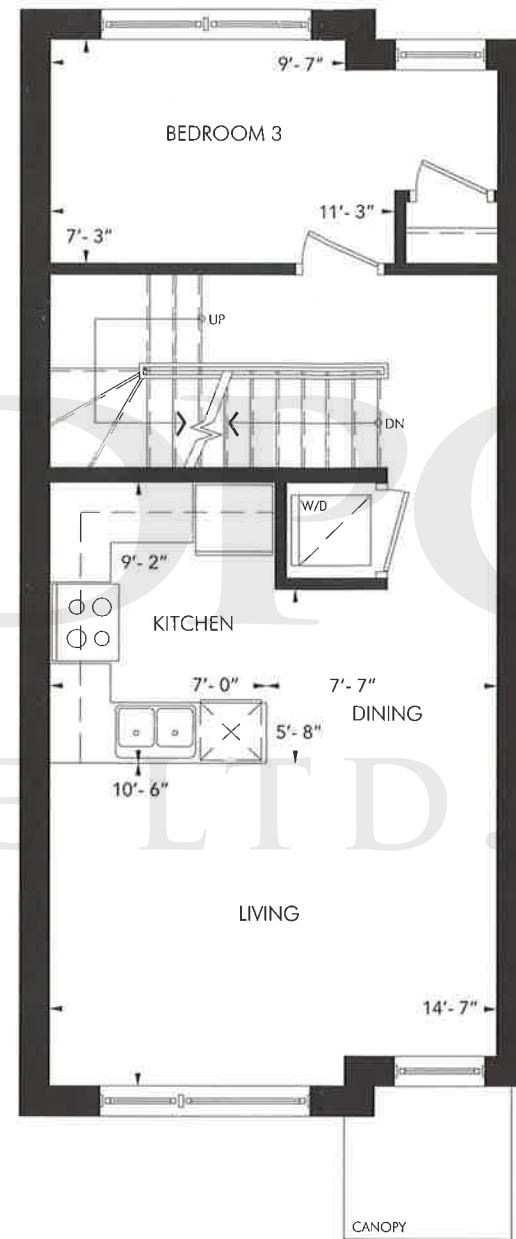 9'- 7"
BEDROOM 3
11'- 3"
7'- 3"
UP
DN
W/D
9'- 2"
KITCHEN
7'- 0"
7'- 7"
DINING
5'- 8"
10'- 6"
LTD.
LIVING
14'- 7"
CANOPY